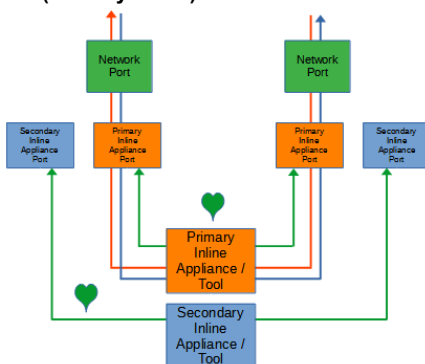 Network
Port
Network
Port
Secondary
Inline
Appliance
Port
Primary
Inline
Appliance
Port
Primary
Inline
Appliance
Port
Secondary
Inline
Appliance
Port
Primary
Inline
Appliance /
Tool
Secondary
Inline
Appliance /
Tool